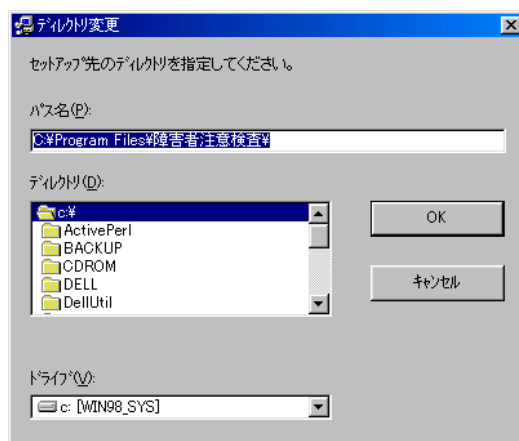 ディレクトリ変更
セットアップ先のディレクトリを指定してください。
パス名(P):
C:¥Program Files¥障害者注意検査¥
ディレクトリ(D):
c:¥
ActivePerl
BACKUP
CDROM
DELL
DellUtil
OK
キャンセル
ドライブ(V):
c: [WIN98_SYS]